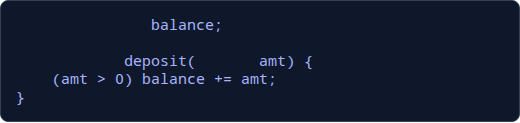 balance;
deposit( amt) {
(amt > 0) balance += amt;
}